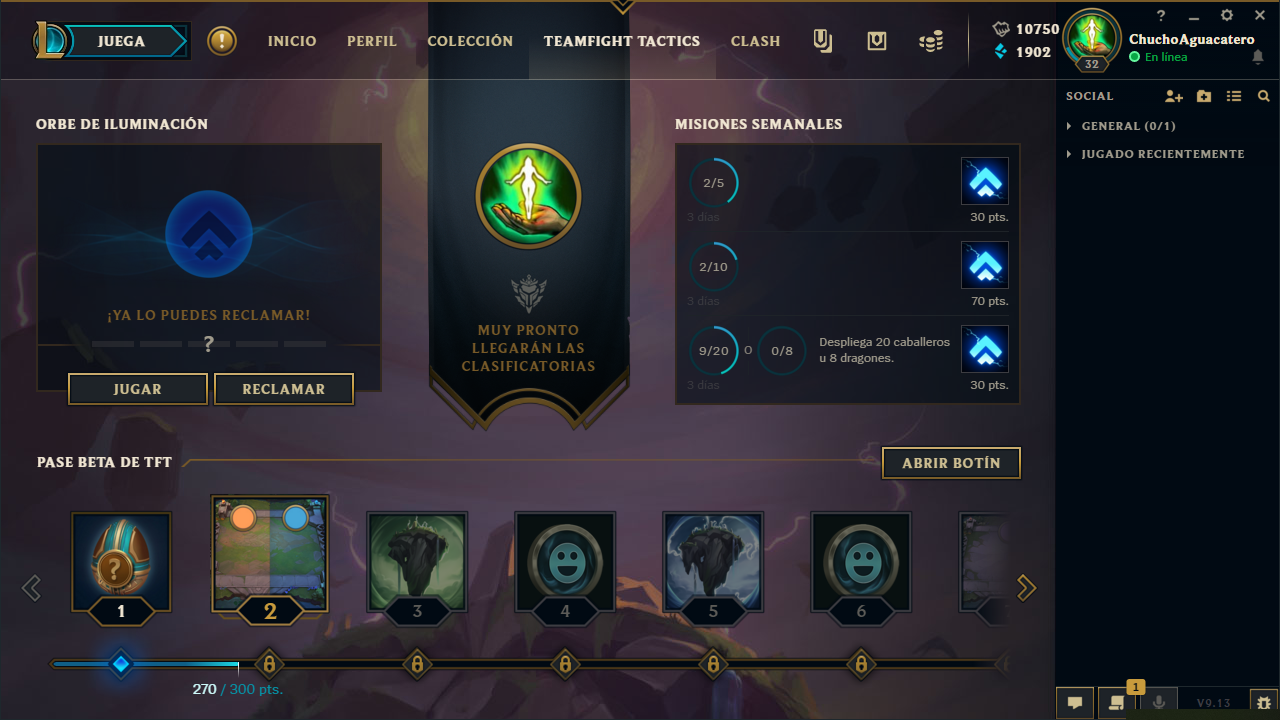 JUEGA
INICIO
PERFIL
COLECCIÓN
TEAMFIGHT TACTICS
CLASH
10750
1902
32
ChuchoAguacatero
En línea
SOCIAL
GENERAL (0/1)
JUGADO RECIENTEMENTE
ORBE DE ILUMINACIÓN
¡YA LO PUEDES RECLAMAR!
?
JUGAR
RECLAMAR
MUY PRONTO
LLEGARÁN LAS
CLASIFICATORIAS
MISIONES SEMANALES
2/5
3 días
30 pts.
2/10
3 días
70 pts.
9/20
O
0/8
Despliega 20 caballeros
u 8 dragones.
3 días
30 pts.
PASE BETA DE TFT
ABRIR BOTÍN
?
1
2
3
4
5
6
270 / 300 pts.
1
V9.13